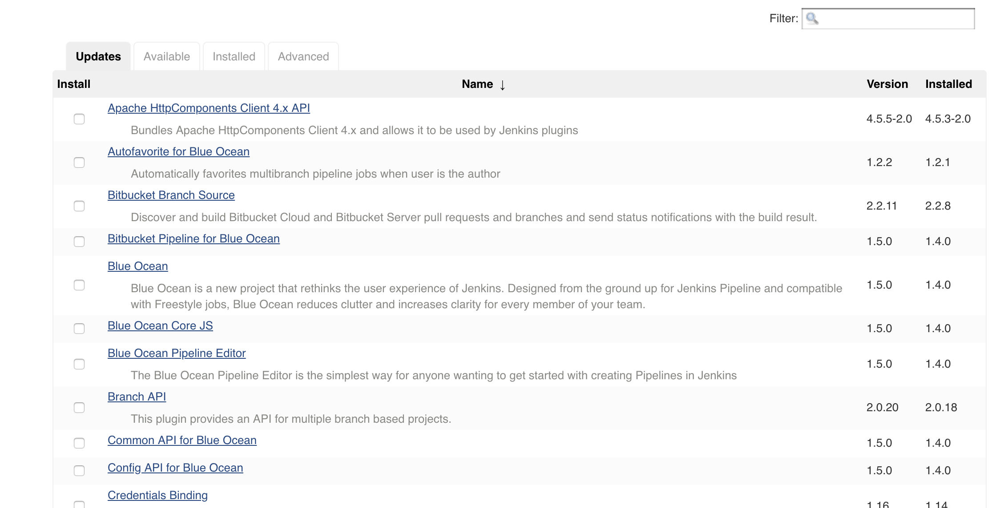 Filter:
Updates Available Installed Advanced
Install Name ↓ Version Installed
Apache HttpComponents Client 4.x API
Bundles Apache HttpComponents Client 4.x and allows it to be used by Jenkins plugins
4.5.5-2.0 4.5.3-2.0
Autofavorite for Blue Ocean
Automatically favorites multibranch pipeline jobs when user is the author
1.2.2 1.2.1
Bitbucket Branch Source
Discover and build Bitbucket Cloud and Bitbucket Server pull requests and branches and send status notifications with the build result.
2.2.11 2.2.8
Bitbucket Pipeline for Blue Ocean 1.5.0 1.4.0
Blue Ocean
Blue Ocean is a new project that rethinks the user experience of Jenkins. Designed from the ground up for Jenkins Pipeline and compatible
with Freestyle jobs, Blue Ocean reduces clutter and increases clarity for every member of your team.
1.5.0 1.4.0
Blue Ocean Core JS 1.5.0 1.4.0
Blue Ocean Pipeline Editor
The Blue Ocean Pipeline Editor is the simplest way for anyone wanting to get started with creating Pipelines in Jenkins
1.5.0 1.4.0
Branch API
This plugin provides an API for multiple branch based projects.
2.0.20 2.0.18
Common API for Blue Ocean 1.5.0 1.4.0
Config API for Blue Ocean 1.5.0 1.4.0
Credentials Binding
1.16 1.14